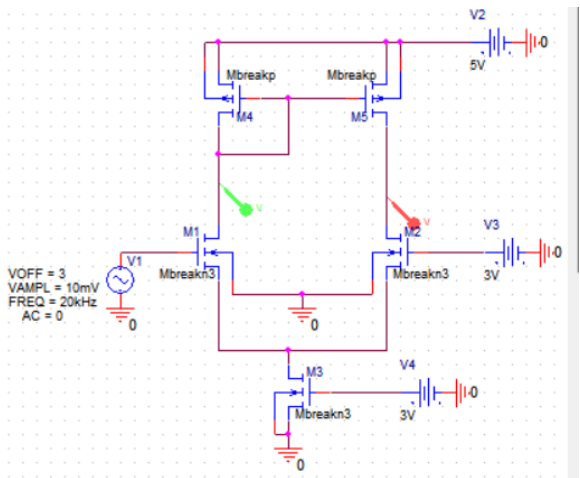 V2
0
5V
Mbreakp
Mbreakp
M4
M5
V
V
M1
M2
V3
V1
0
VOFF = 3
VAMPL = 10mV
FREQ = 20kHz
AC = 0
Mbreakn3
Mbreakn3
3V
0
0
M3
V4
0
Mbreakn3
3V
0